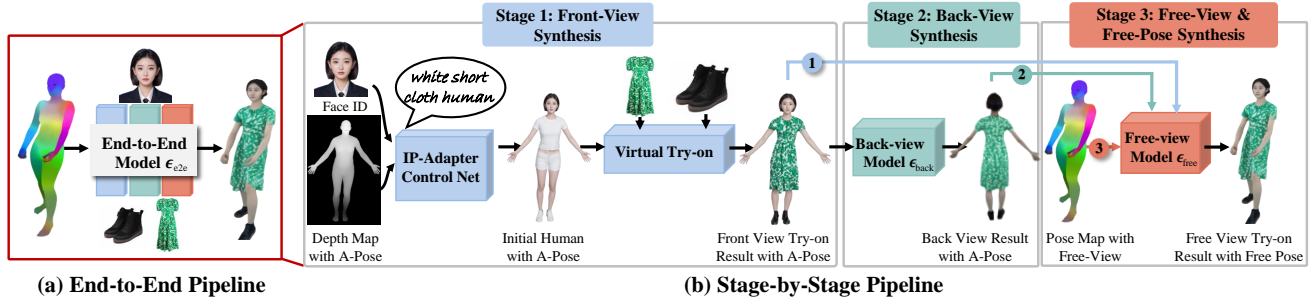 Stage 1: Front-View
Synthesis
Stage 2: Back-View
Synthesis
Stage 3: Free-View &
Free-Pose Synthesis
End-to-End
Model ϵe2e
Face ID
white short
cloth human
IP-Adapter
Control Net
Virtual Try-on
1
Back-view
Model ϵback
2
3
Free-view
Model ϵfree
Depth Map
with A-Pose
Initial Human
with A-Pose
Front View Try-on
Result with A-Pose
Back View Result
with A-Pose
Pose Map with
Free-View
Free View Try-on
Result with Free Pose
(a) End-to-End Pipeline
(b) Stage-by-Stage Pipeline